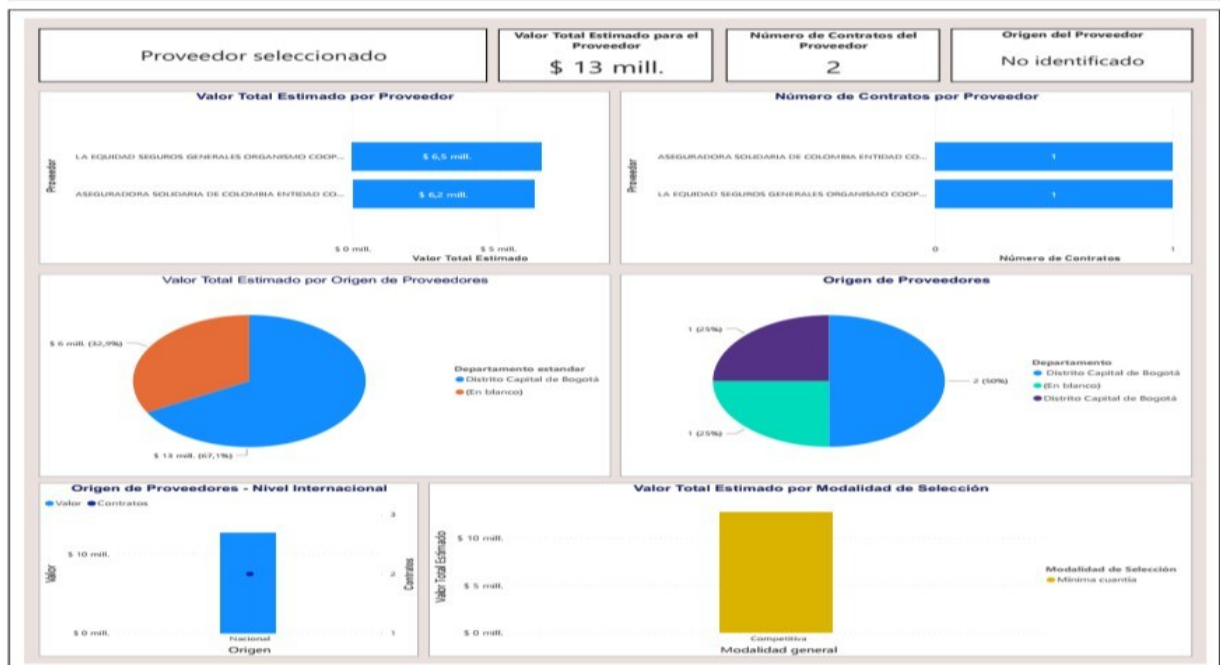 Proveedor seleccionado
Valor Total Estimado para el
Proveedor
$ 13 mill.
Número de Contratos del
Proveedor
2
Origen del Proveedor
No identificado
Valor Total Estimado por Proveedor
Proveedor
LA EQUIDAD SEGUROS GENERALES ORGANISMO COOP...
$ 6,5 mill.
ASEGURADORA SOLIDARIA DE COLOMBIA ENTIDAD CO...
$ 6,2 mill.
$ 0 mill.
$ 5 mill.
Valor Total Estimado
Número de Contratos por Proveedor
Proveedor
ASEGURADORA SOLIDARIA DE COLOMBIA ENTIDAD CO...
1
LA EQUIDAD SEGUROS GENERALES ORGANISMO COOP...
1
0
1
Número de Contratos
Valor Total Estimado por Origen de Proveedores
$ 6 mill. (32,9%)
$ 13 mill. (67,1%)
Departamento estandar
Distrito Capital de Bogotá
(En blanco)
Origen de Proveedores
1 (25%)
1 (25%)
2 (50%)
Departamento
Distrito Capital de Bogotá
(En blanco)
Distrito Capital de Bogotá
Origen de Proveedores - Nivel Internacional
Valor
Contratos
Valor
$ 10 mill.
$ 0 mill.
3
2
1
Contratos
Nacional
Origen
Valor Total Estimado por Modalidad de Selección
Valor Total Estimado
$ 10 mill.
$ 5 mill.
$ 0 mill.
Competitiva
Modalidad general
Modalidad de Selección
Mínima cuantía